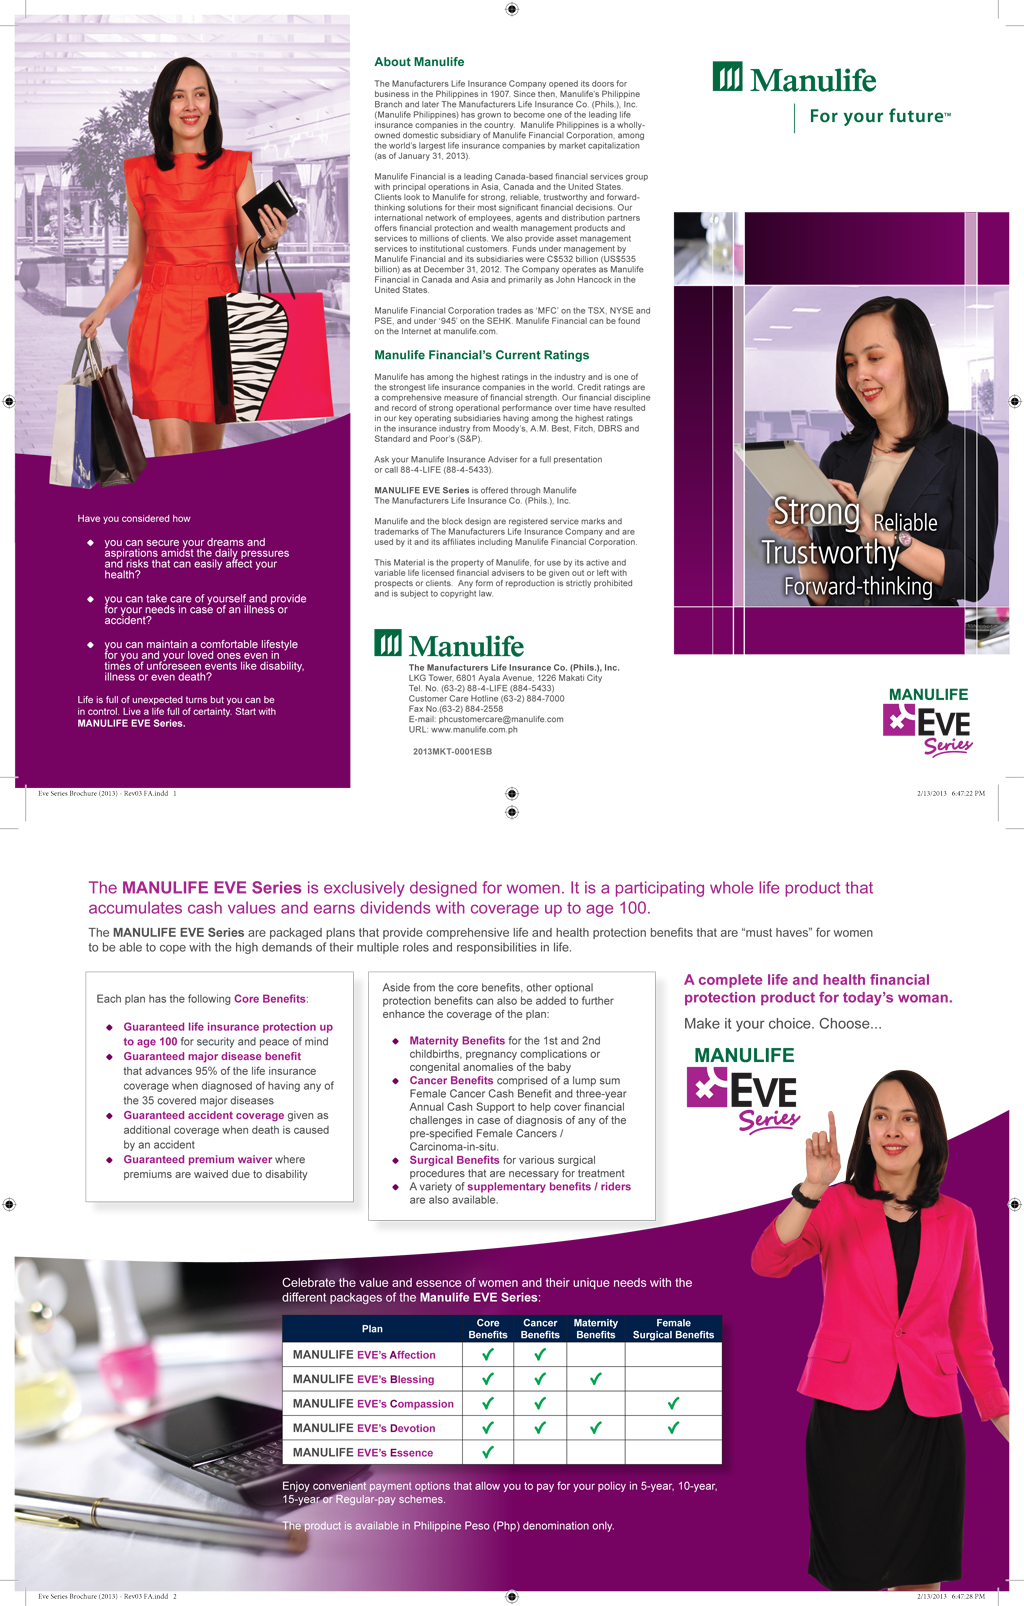 Have you considered how
you can secure your dreams and
aspirations amidst the daily pressures
and risks that can easily affect your
health?
you can take care of yourself and provide
for your needs in case of an illness or
accident?
you can maintain a comfortable lifestyle
for you and your loved ones even in
times of unforeseen events like disability,
illness or even death?
Life is full of unexpected turns but you can be
in control. Live a life full of certainty. Start with
MANULIFE EVE Series.
About Manulife
The Manufacturers Life Insurance Company opened its doors for
business in the Philippines in 1907. Since then, Manulife's Philippine
Branch and later The Manufacturers Life Insurance Co. (Phils.), Inc.
(Manulife Philippines) has grown to become one of the leading life
insurance companies in the country. Manulife Philippines is a wholly-
owned domestic subsidiary of Manulife Financial Corporation, among
the world's largest life insurance companies by market capitalization
(as of January 31, 2013).
Manulife Financial is a leading Canada-based financial services group
with principal operations in Asia, Canada and the United States.
Clients look to Manulife for strong, reliable, trustworthy and forward-
thinking solutions for their most significant financial decisions. Our
international network of employees, agents and distribution partners
offers financial protection and wealth management products and
services to millions of clients. We also provide asset management
services to institutional customers. Funds under management by
Manulife Financial and its subsidiaries were C$532 billion (US$535
billion) as at December 31, 2012. The Company operates as Manulife
Financial in Canada and Asia and primarily as John Hancock in the
United States.
Manulife Financial Corporation trades as 'MFC' on the TSX, NYSE and
PSE, and under '945' on the SEHK. Manulife Financial can be found
on the Internet at manulife.com.
Manulife Financial's Current Ratings
Manulife has among the highest ratings in the industry and is one of
the strongest life insurance companies in the world. Credit ratings are
a comprehensive measure of financial strength. Our financial discipline
and record of strong operational performance over time have resulted
in our key operating subsidiaries having among the highest ratings
in the insurance industry from Moody's, A.M. Best, Fitch, DBRS and
Standard and Poor's (S&P).
Ask your Manulife Insurance Adviser for a full presentation
or call 88-4-LIFE (88-4-5433).
MANULIFE EVE Series is offered through Manulife
The Manufacturers Life Insurance Co. (Phils.), Inc.
Manulife and the block design are registered service marks and
trademarks of The Manufacturers Life Insurance Company and are
used by it and its affiliates including Manulife Financial Corporation.
This Material is the property of Manulife, for use by its active and
variable life licensed financial advisers to be given out or left with
prospects or clients. Any form of reproduction is strictly prohibited
and is subject to copyright law.
Manulife
The Manufacturers Life Insurance Co. (Phils.), Inc.
LKG Tower, 6801 Ayala Avenue, 1226 Makati City
Tel. No. (63-2) 88-4-LIFE (884-5433)
Customer Care Hotline (63-2) 884-7000
Fax No.(63-2) 884-2558
E-mail: phcustomercare@manulife.com
URL: www.manulife.com.ph
2013MKT-0001ESB
Manulife
For your future™
Strong Reliable
Trustworthy
Forward-thinking
MANULIFE
EVE
Series
Eve Series Brochure (2013) - Rev03 FA.indd 1
2/13/2013 6:47:22 PM
The MANULIFE EVE Series is exclusively designed for women. It is a participating whole life product that
accumulates cash values and earns dividends with coverage up to age 100.
The MANULIFE EVE Series are packaged plans that provide comprehensive life and health protection benefits that are “must haves” for women
to be able to cope with the high demands of their multiple roles and responsibilities in life.
Each plan has the following Core Benefits:
Guaranteed life insurance protection up
to age 100 for security and peace of mind
Guaranteed major disease benefit
that advances 95% of the life insurance
coverage when diagnosed of having any of
the 35 covered major diseases
Guaranteed accident coverage given as
additional coverage when death is caused
by an accident
Guaranteed premium waiver where
premiums are waived due to disability
Aside from the core benefits, other optional
protection benefits can also be added to further
enhance the coverage of the plan:
Maternity Benefits for the 1st and 2nd
childbirths, pregnancy complications or
congenital anomalies of the baby
Cancer Benefits comprised of a lump sum
Female Cancer Cash Benefit and three-year
Annual Cash Support to help cover financial
challenges in case of diagnosis of any of the
pre-specified Female Cancers /
Carcinoma-in-situ.
Surgical Benefits for various surgical
procedures that are necessary for treatment
A variety of supplementary benefits / riders
are also available.
A complete life and health financial
protection product for today's woman.
Make it your choice. Choose...
MANULIFE
EVE
Series
Celebrate the value and essence of women and their unique needs with the
different packages of the Manulife EVE Series:
Plan Core Benefits Cancer Benefits Maternity Benefits Female Surgical Benefits
MANULIFE EVE's Affection ✓ ✓
MANULIFE EVE's Blessing ✓ ✓ ✓
MANULIFE EVE's Compassion ✓ ✓ ✓
MANULIFE EVE's Devotion ✓ ✓ ✓ ✓
MANULIFE EVE's Essence ✓
Enjoy convenient payment options that allow you to pay for your policy in 5-year, 10-year,
15-year or Regular-pay schemes.
The product is available in Philippine Peso (Php) denomination only.
Eve Series Brochure (2013) - Rev03 FA.indd 2
2/13/2013 6:47:28 PM